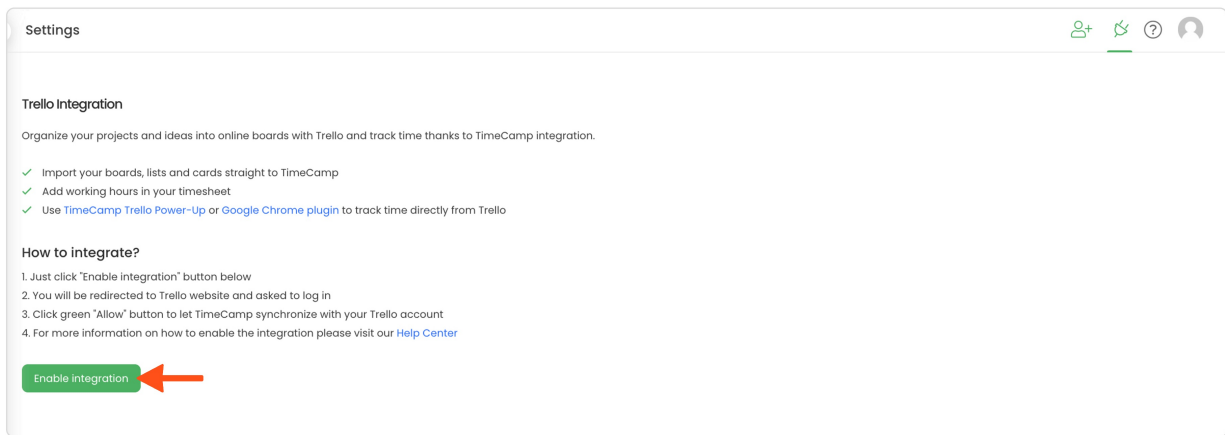 Settings
Trello Integration
Organize your projects and ideas into online boards with Trello and track time thanks to TimeCamp integration.
Import your boards, lists and cards straight to TimeCamp
Add working hours in your timesheet
Use TimeCamp Trello Power-Up or Google Chrome plugin to track time directly from Trello
How to integrate?
1. Just click "Enable integration" button below
2. You will be redirected to Trello website and asked to log in
3. Click green "Allow" button to let TimeCamp synchronize with your Trello account
4. For more information on how to enable the integration please visit our Help Center
Enable integration